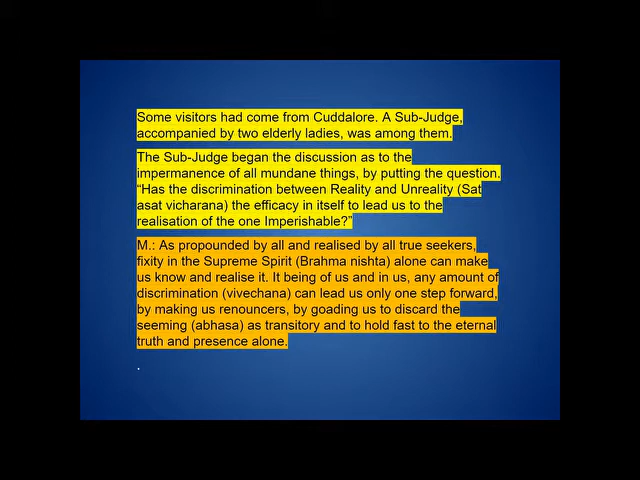 Some visitors had come from Cuddalore. A Sub-Judge,
accompanied by two elderly ladies, was among them.
The Sub-Judge began the discussion as to the
impermanence of all mundane things, by putting the question.
“Has the discrimination between Reality and Unreality (Sat
asat vicharana) the efficacy in itself to lead us to the
realisation of the one Imperishable?”
M.: As propounded by all and realised by all true seekers,
fixity in the Supreme Spirit (Brahma nishta) alone can make
us know and realise it. It being of us and in us, any amount of
discrimination (vivechana) can lead us only one step forward,
by making us renouncers, by goading us to discard the
seeming (abhasa) as transitory and to hold fast to the eternal
truth and presence alone.
.